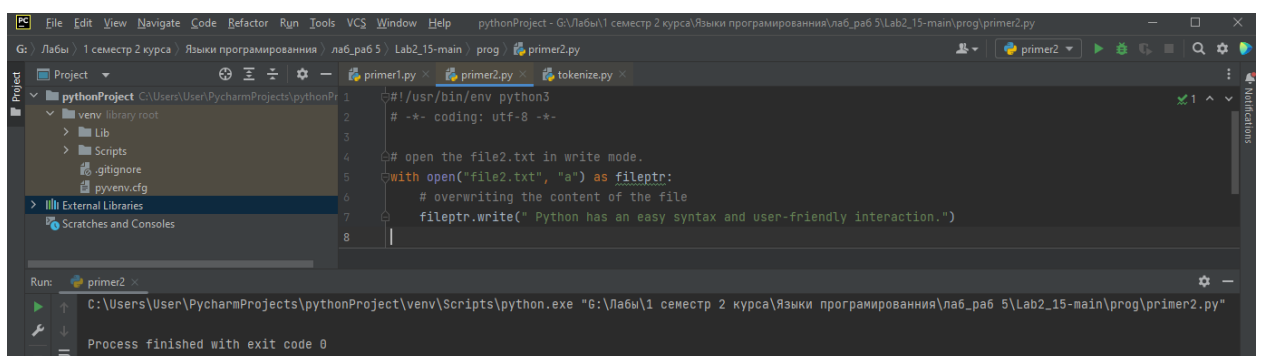 PC File Edit View Navigate Code Refactor Run Tools VCS Window Help pythonProject - G:\Лабы\1 семестр 2 курса\Языки програмированния\лаб_раб 5\Lab2_15-main\prog\primer2.py
G: Лабы 1 семестр 2 курса Языки програмированния лаб_раб 5 Lab2_15-main prog primer2.py primer2
Project primer1.py primer2.py tokenize.py
Project
Notifications
pythonProject C:\Users\User\PycharmProjects\pythonPr
venv library root
Lib
Scripts
.gitignore
pyvenv.cfg
External Libraries
Scratches and Consoles
1 #!/usr/bin/env python3
2 # -*- coding: utf-8 -*-
3
4 # open the file2.txt in write mode.
5 with open("file2.txt", "a") as fileptr:
6 # overwriting the content of the file
7 fileptr.write(" Python has an easy syntax and user-friendly interaction.")
8
1
Run: primer2
C:\Users\User\PycharmProjects\pythonProject\venv\Scripts\python.exe "G:\Лабы\1 семестр 2 курса\Языки програмированния\лаб_раб 5\Lab2_15-main\prog\primer2.py"
Process finished with exit code 0